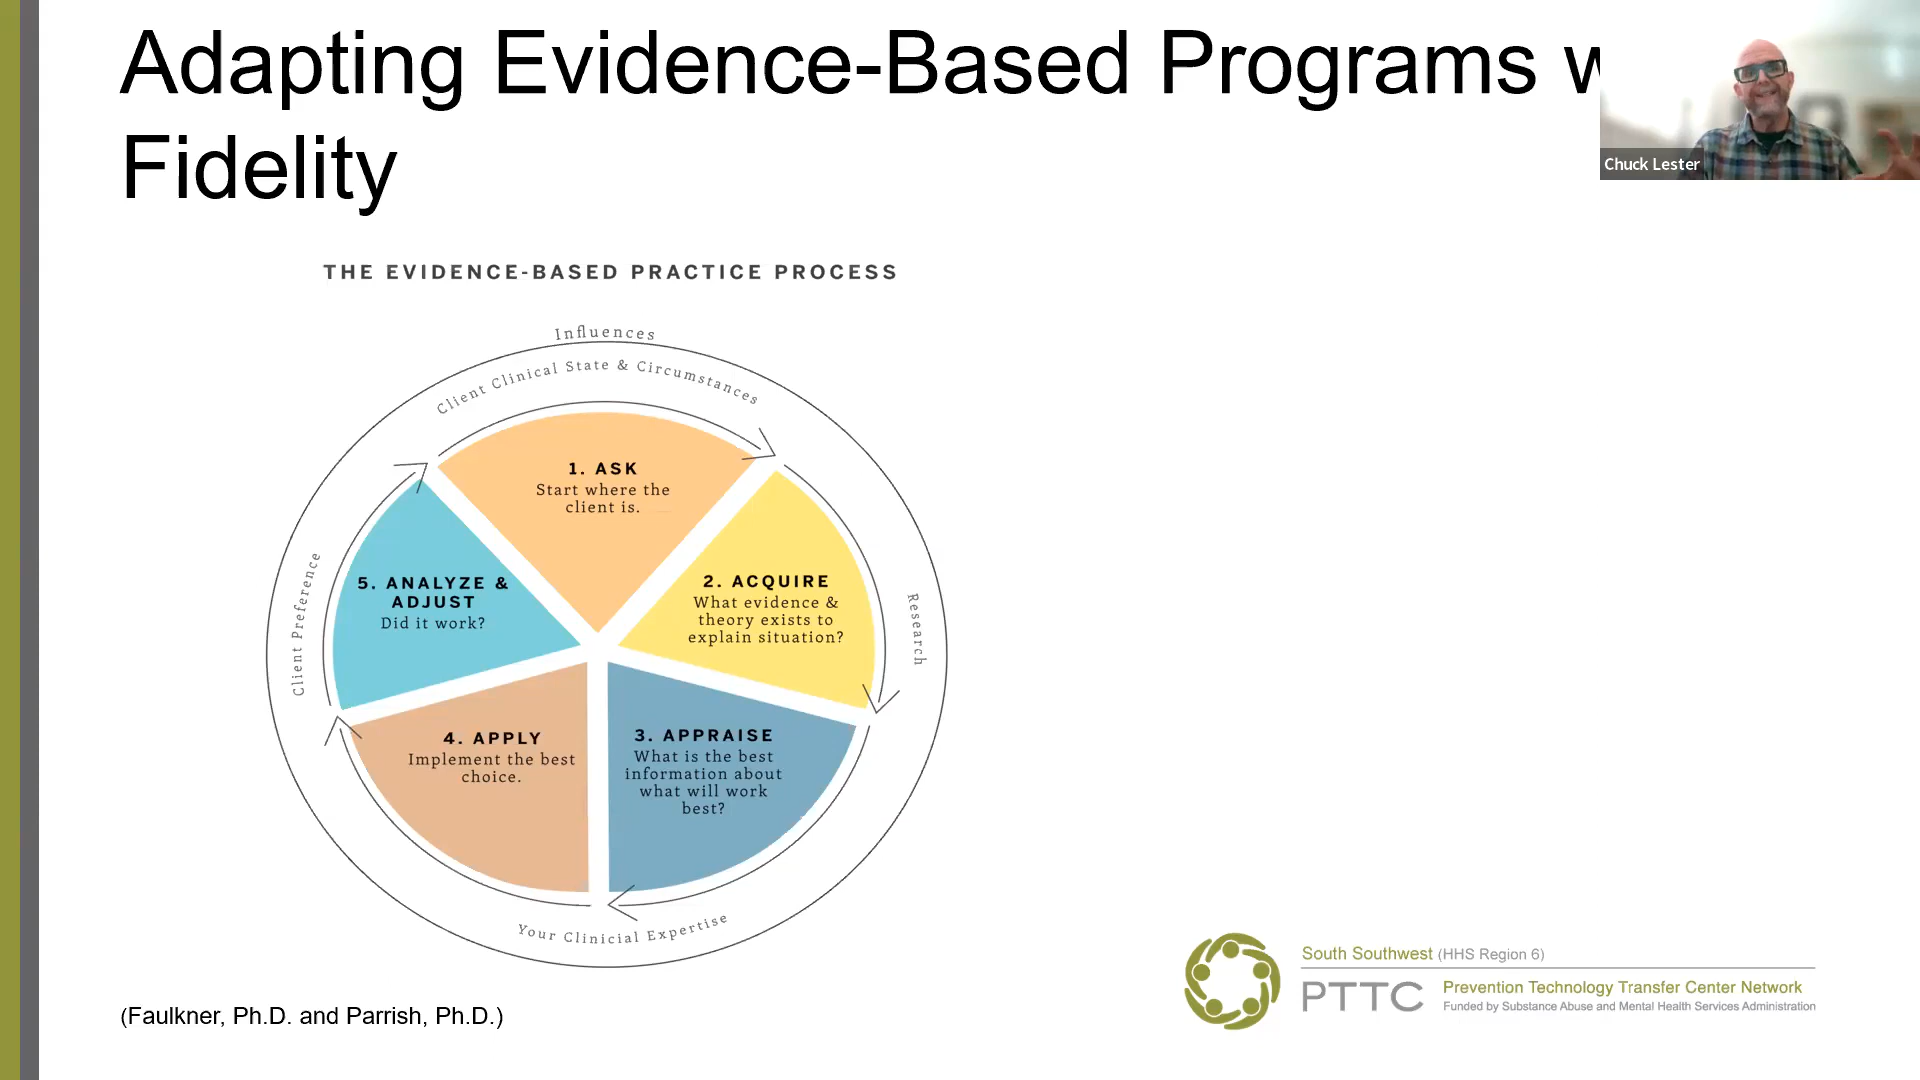 Adapting Evidence-Based Programs w
Fidelity
Chuck Lester
THE EVIDENCE-BASED PRACTICE PROCESS
Influences
Client Clinical State & Circumstances
1. ASK
Start where the
client is.
2. ACQUIRE
What evidence &
theory exists to
explain situation?
Research
3. APPRAISE
What is the best
information about
what will work
best?
Your Clinicial Expertise
4. APPLY
Implement the best
choice.
5. ANALYZE &
ADJUST
Did it work?
Client Preference
(Faulkner, Ph.D. and Parrish, Ph.D.)
South Southwest (HHS Region 6)
PTTC
Prevention Technology Transfer Center Network
Funded by Substance Abuse and Mental Health Services Administration